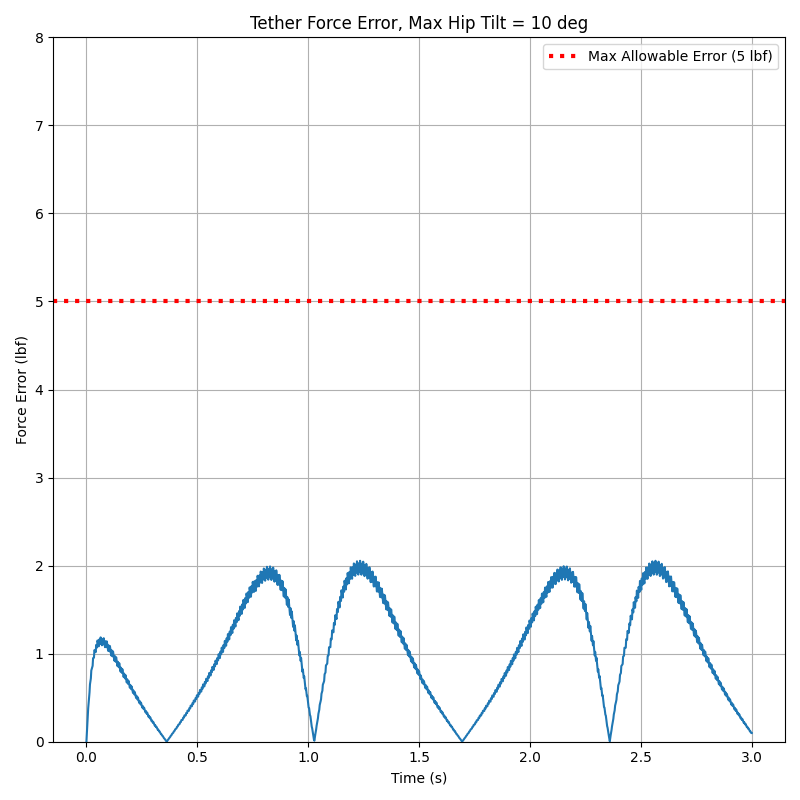 Tether Force Error, Max Hip Tilt = 10 deg
Max Allowable Error (5 lbf)
8
7
6
5
4
3
2
1
0
Force Error (lbf)
0.0 0.5 1.0 1.5 2.0 2.5 3.0
Time (s)